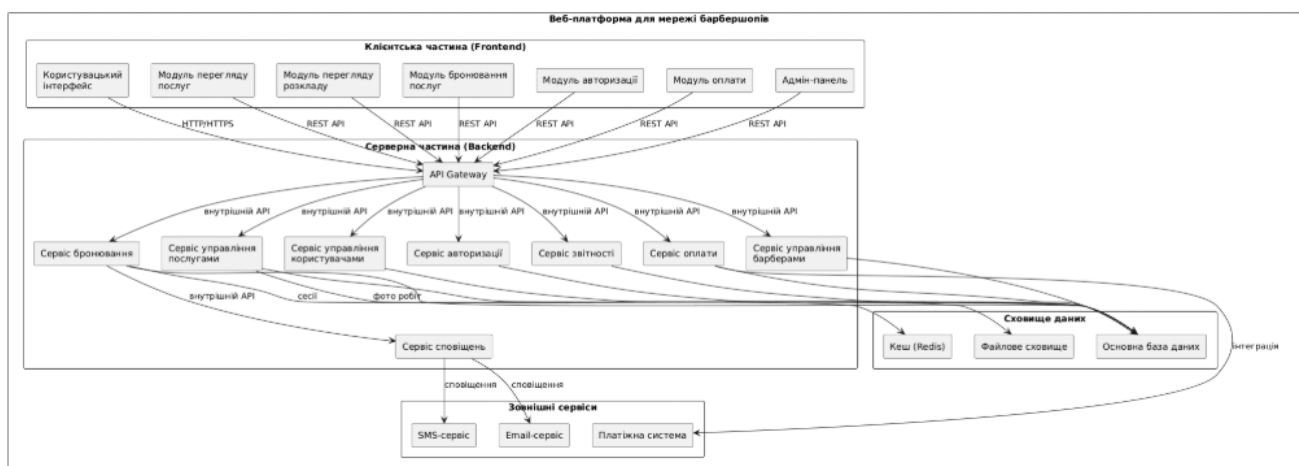 Веб-платформа для мережі барбершопів
Клієнтська частина (Frontend)
Користувацький
інтерфейс
Модуль перегляду
послуг
Модуль перегляду
розкладу
Модуль бронювання
послуг
Модуль авторизації
Модуль оплати
Адмін-панель
HTTP/HTTPS
REST API
REST API
REST API
REST API
REST API
REST API
Серверна частина (Backend)
API Gateway
внутрішній API
внутрішній API
внутрішній API
внутрішній API
внутрішній API
внутрішній API
внутрішній API
Сервіс бронювання
Сервіс управління
послугами
Сервіс управління
користувачами
Сервіс авторизації
Сервіс звітності
Сервіс оплати
Сервіс управління
барберами
внутрішній API
сесії
фото робіт
Сховище даних
Сервіс сповіщень
Кеш (Redis)
Файлове сховище
Основна база даних
інтеграція
сповіщення
сповіщення
Зовнішні сервіси
SMS-сервіс
Email-сервіс
Платіжна система